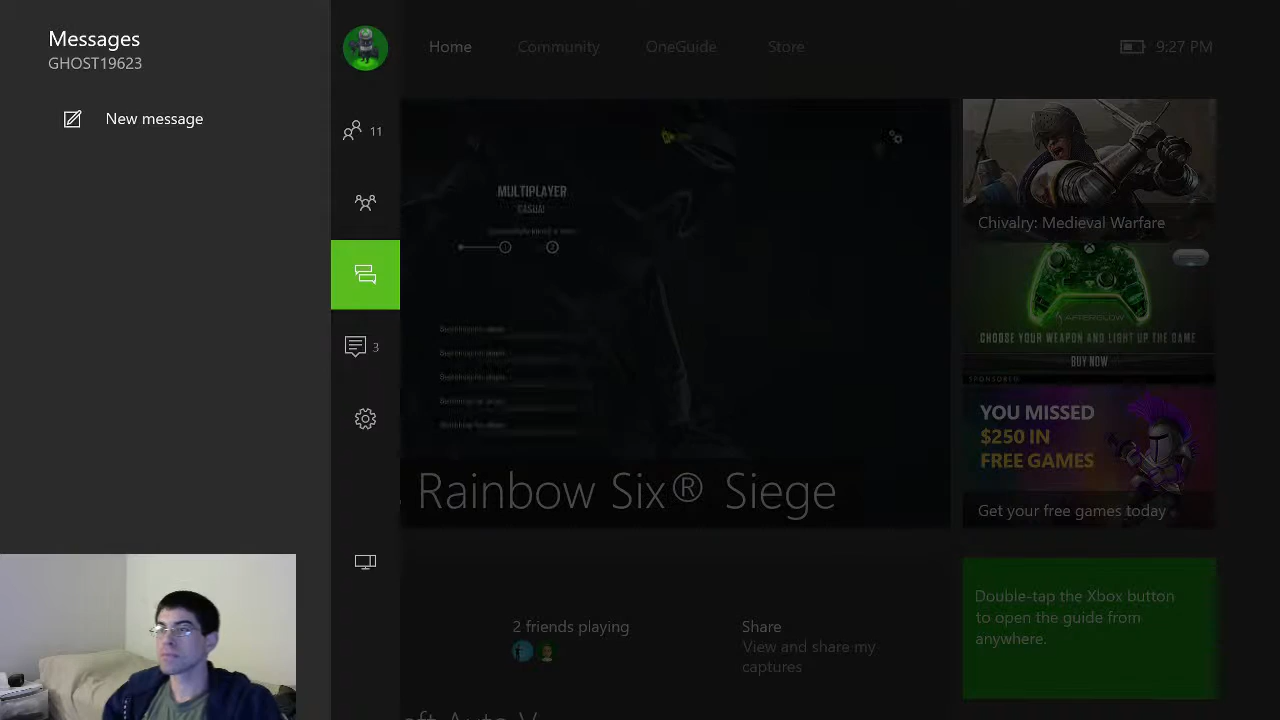 Messages
GHOST19623
New message
11
3
Home
Community
OneGuide
Store
9:27 PM
MULTIPLAYER
CASUAL
Rainbow Six® Siege
Chivalry: Medieval Warfare
AFTERGLOW
CHOOSE YOUR WEAPON AND LIGHT UP THE GAME
BUY NOW
SPONSORED
YOU MISSED
$250 IN
FREE GAMES
Get your free games today
2 friends playing
Share
View and share my
captures
Double-tap the Xbox button
to open the guide from
anywhere.